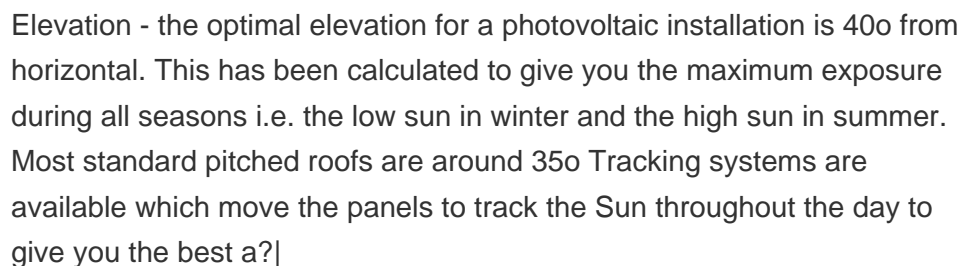 Elevation - the optimal elevation for a photovoltaic installation is 40o from
horizontal. This has been calculated to give you the maximum exposure
during all seasons i.e. the low sun in winter and the high sun in summer.
Most standard pitched roofs are around 35o Tracking systems are
available which move the panels to track the Sun throughout the day to
give you the best a?|